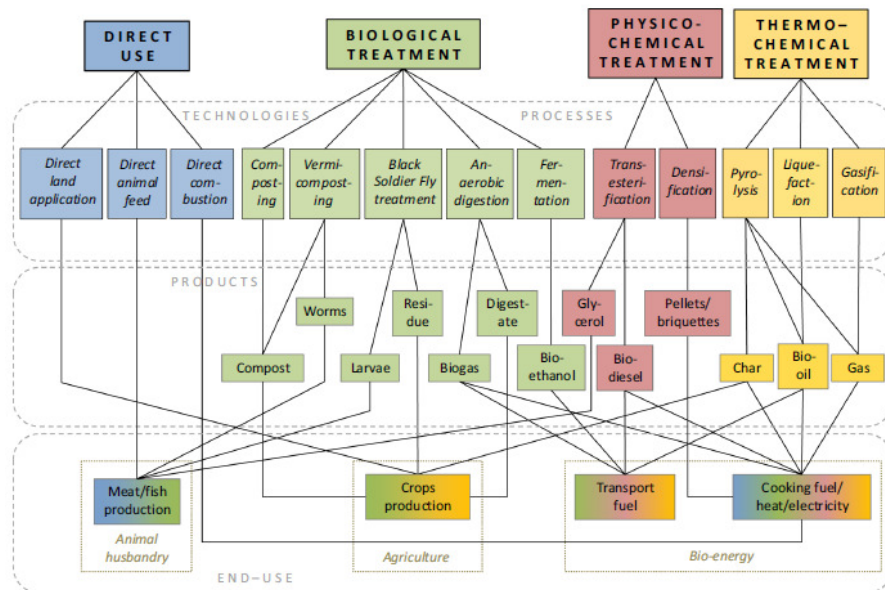 DIRECT
USE
BIOLOGICAL
TREATMENT
PHYSICO-
CHEMICAL
TREATMENT
THERMO–
CHEMICAL
TREATMENT
TECHNOLOGIES
PROCESSES
Direct
land
application
Direct
animal
feed
Direct
com-
bustion
Com-
post-
ing
Vermi-
compost-
ing
Black
Soldier Fly
treatment
An-
aerobic
digestion
Fer-
men-
tation
Trans-
esterif-
ication
Densi-
fication
Pyro-
lysis
Lique-
fact-
ion
Gasifi-
cation
PRODUCTS
Worms
Resi-
due
Digest-
ate
Gly-
cerol
Pellets/
briquettes
Compost
Larvae
Biogas
Bio-
ethanol
Bio-
diesel
Char
Bio-
oil
Gas
Meat/fish
production
Crops
production
Transport
fuel
Cooking fuel/
heat/electricity
Animal
husbandry
Agriculture
Bio-energy
END–USE